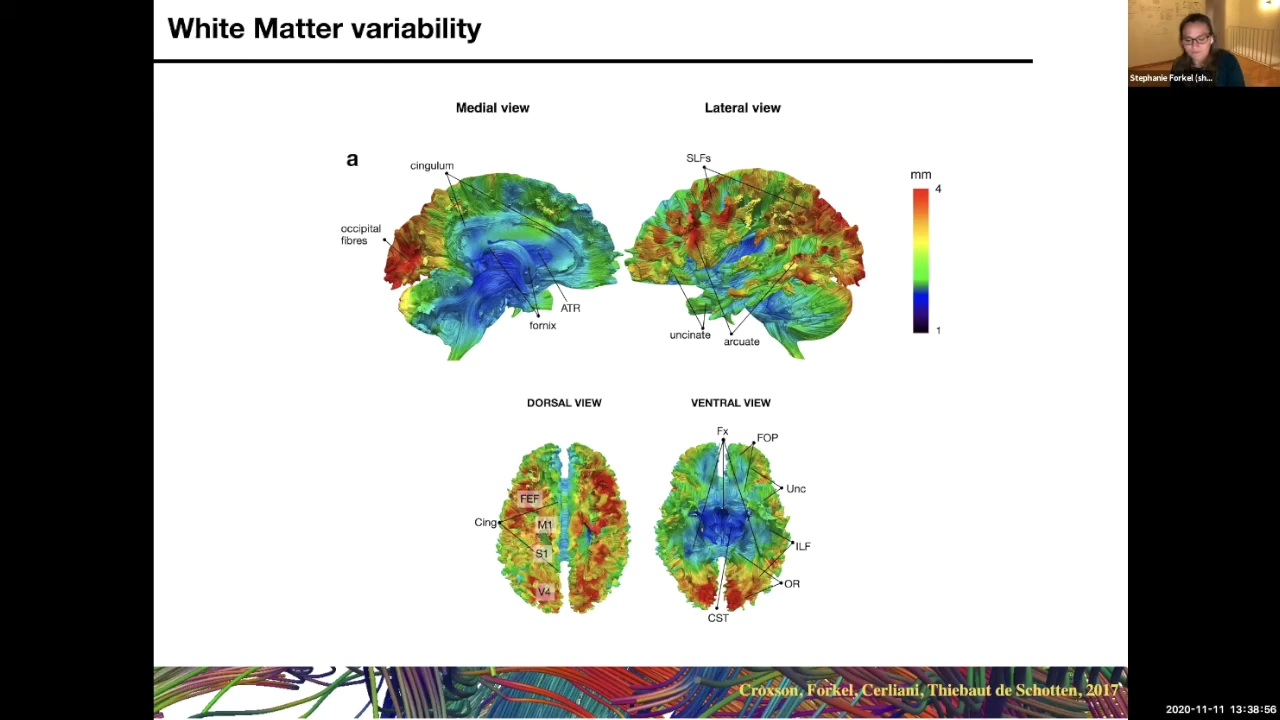 White Matter variability
Stephanie Forkel (sh...
Medial view
Lateral view
a
cingulum
SLFs
mm
4
occipital
fibres
ATR
fornix
uncinate
arcuate
1
DORSAL VIEW
VENTRAL VIEW
Fx
FOP
FEF
Unc
Cing
M1
S1
ILF
V4
OR
CST
Croxson, Forkel, Cerliani, Thiebaut de Schotten, 2017
2020-11-11 13:38:56